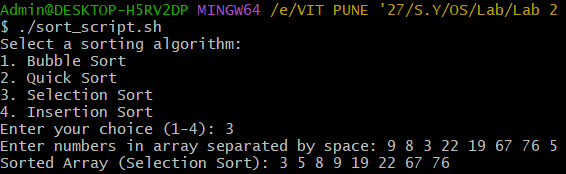 Admin@DESKTOP-H5RV2DP MINGW64 /e/VIT PUNE '27/S.Y/OS/Lab/Lab 2
$ ./sort_script.sh
Select a sorting algorithm:
1. Bubble Sort
2. Quick Sort
3. Selection Sort
4. Insertion Sort
Enter your choice (1-4): 3
Enter numbers in array separated by space: 9 8 3 22 19 67 76 5
Sorted Array (Selection Sort): 3 5 8 9 19 22 67 76